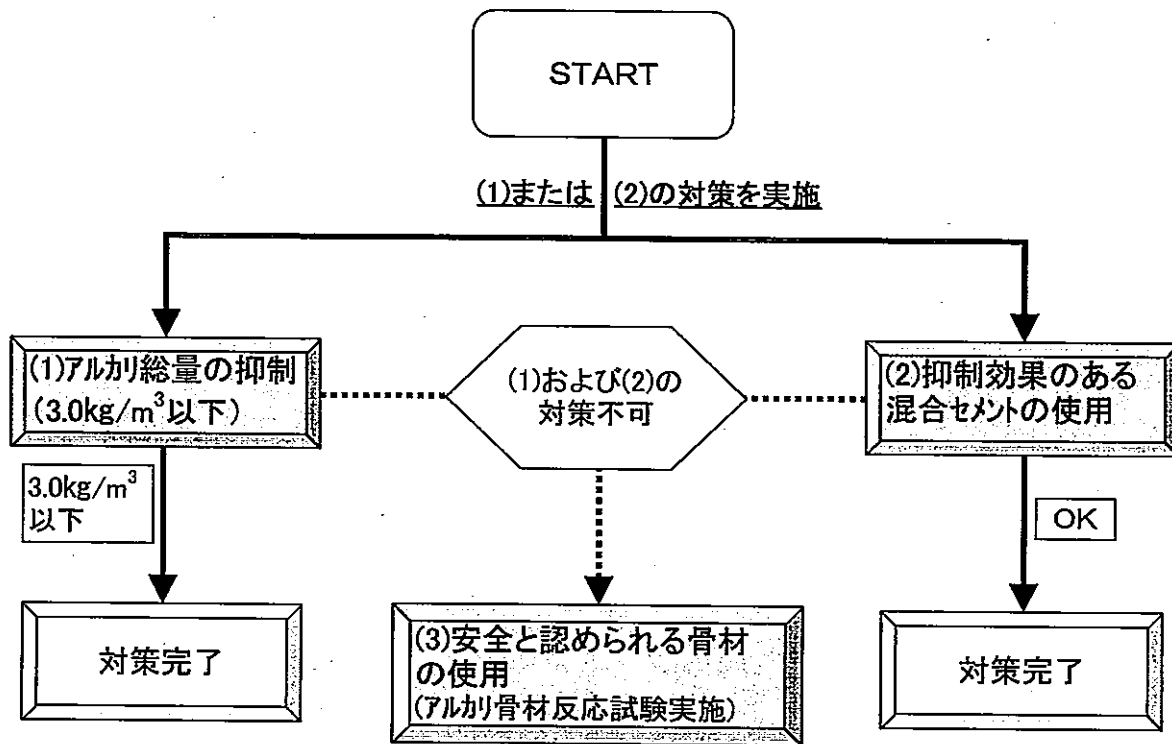 START
(1)または (2)の対策を実施
(1)アルカリ総量の抑制
(3.0kg/m³以下)
(1)および(2)の
対策不可
(2)抑制効果のある
混合セメントの使用
3.0kg/m³
以下
OK
対策完了
(3)安全と認められる骨材
の使用
(アルカリ骨材反応試験実施)
対策完了